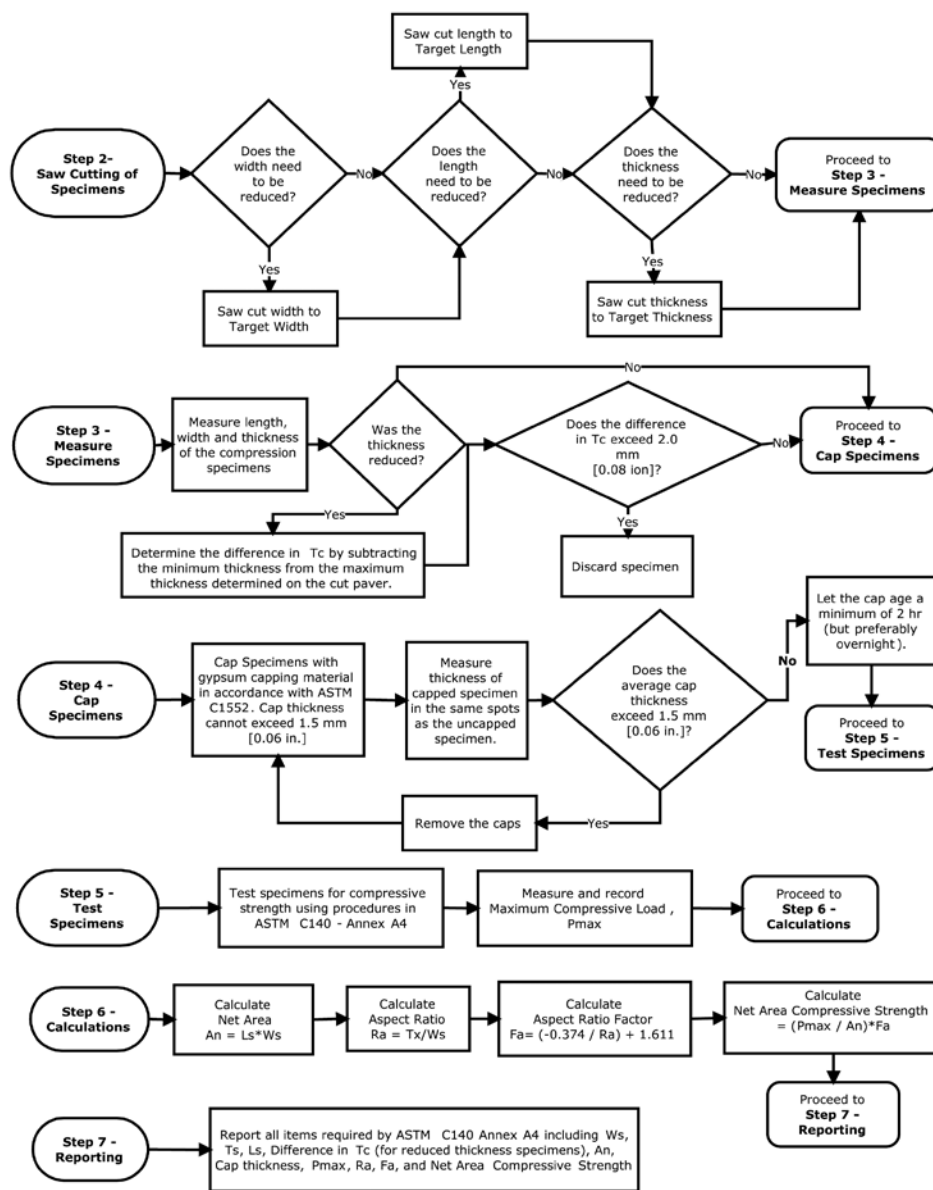 Saw cut length to
Target Length
Yes
Step 2-
Saw Cutting of
Specimens
Does the
width need
to be
reduced?
No
Does the
length
need to be
reduced?
No
Does the
thickness
need to be
reduced?
No
Proceed to
Step 3 -
Measure Specimens
Yes
Saw cut width to
Target Width
Yes
Saw cut thickness
to Target Thickness
No
Step 3 -
Measure
Specimens
Measure length,
width and thickness
of the compression
specimens
Was the
thickness
reduced?
Does the difference
in Tc exceed 2.0
mm
[0.08 ion]?
No
Proceed to
Step 4 -
Cap Specimens
Yes
Determine the difference in Tc by subtracting
the minimum thickness from the maximum
thickness determined on the cut paver.
Yes
Discard specimen
Step 4 -
Cap
Specimens
Cap Specimens with
gypsum capping material
in accordance with ASTM
C1552. Cap thickness
cannot exceed 1.5 mm
[0.06 in.]
Measure
thickness of
capped specimen
in the same spots
as the uncapped
specimen.
Does the
average cap
thickness
exceed 1.5 mm
[0.06 in.]?
No
Let the cap age a
minimum of 2 hr
(but preferably
overnight).
Proceed to
Step 5 -
Test Specimens
Yes
Remove the caps
Step 5 -
Test
Specimens
Test specimens for compressive
strength using procedures in
ASTM C140 - Annex A4
Measure and record
Maximum Compressive Load ,
Pmax
Proceed to
Step 6 -
Calculations
Step 6 -
Calculations
Calculate
Net Area
An = Ls*Ws
Calculate
Aspect Ratio
Ra = Tx/Ws
Calculate
Aspect Ratio Factor
Fa= (-0.374 / Ra) + 1.611
Calculate
Net Area Compressive Strength
= (Pmax / An)*Fa
Proceed to
Step 7 -
Reporting
Step 7 -
Reporting
Report all items required by ASTM C140 Annex A4 including Ws,
Ts, Ls, Difference in Tc (for reduced thickness specimens), An,
Cap thickness, Pmax, Ra, Fa, and Net Area Compressive Strength